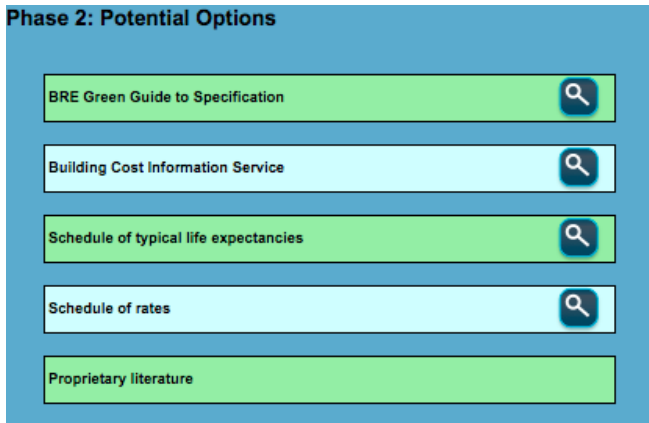 Phase 2: Potential Options
BRE Green Guide to Specification
Building Cost Information Service
Schedule of typical life expectancies
Schedule of rates
Proprietary literature